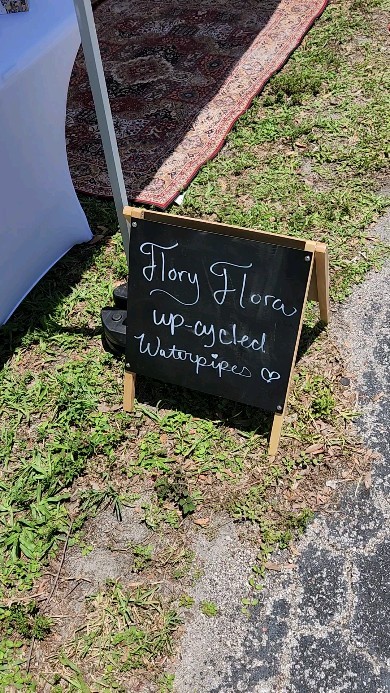 Flory Flora
up-cycled
Waterpipes ♡